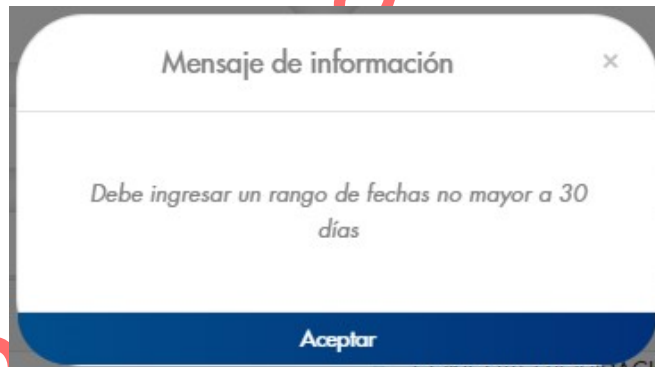 Mensaje de información
×
Debe ingresar un rango de fechas no mayor a 30
días
Aceptar